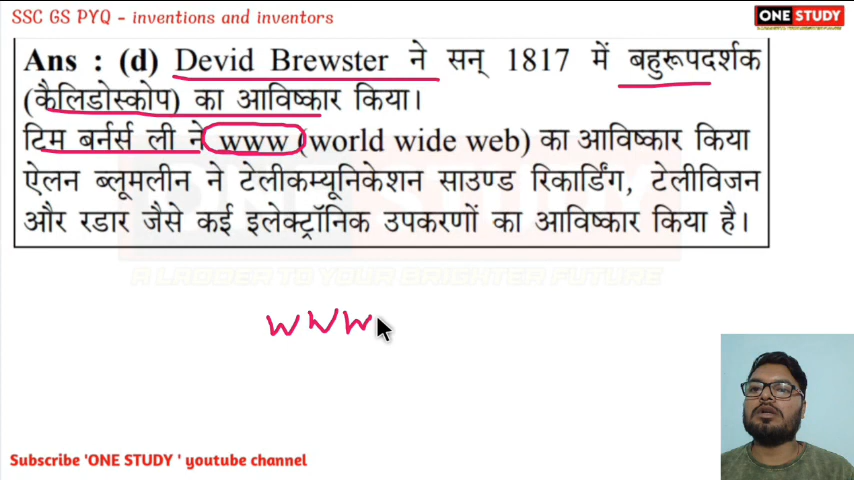 SSC GS PYQ - inventions and inventors
ONE STUDY
Ans : (d) Devid Brewster ने सन् 1817 में बहुरूपदर्शक
(कैलिडोस्कोप) का आविष्कार किया।
टिम बर्नर्स ली ने www (world wide web) का आविष्कार किया
ऐलन ब्लूमलीन ने टेलीकम्यूनिकेशन साउण्ड रिकार्डिंग, टेलीविजन
और रडार जैसे कई इलेक्ट्रॉनिक उपकरणों का आविष्कार किया है।
ONE STUDY
A LADDER TO YOUR BRIGHTER FUTURE
WWW
Subscribe 'ONE STUDY ' youtube channel